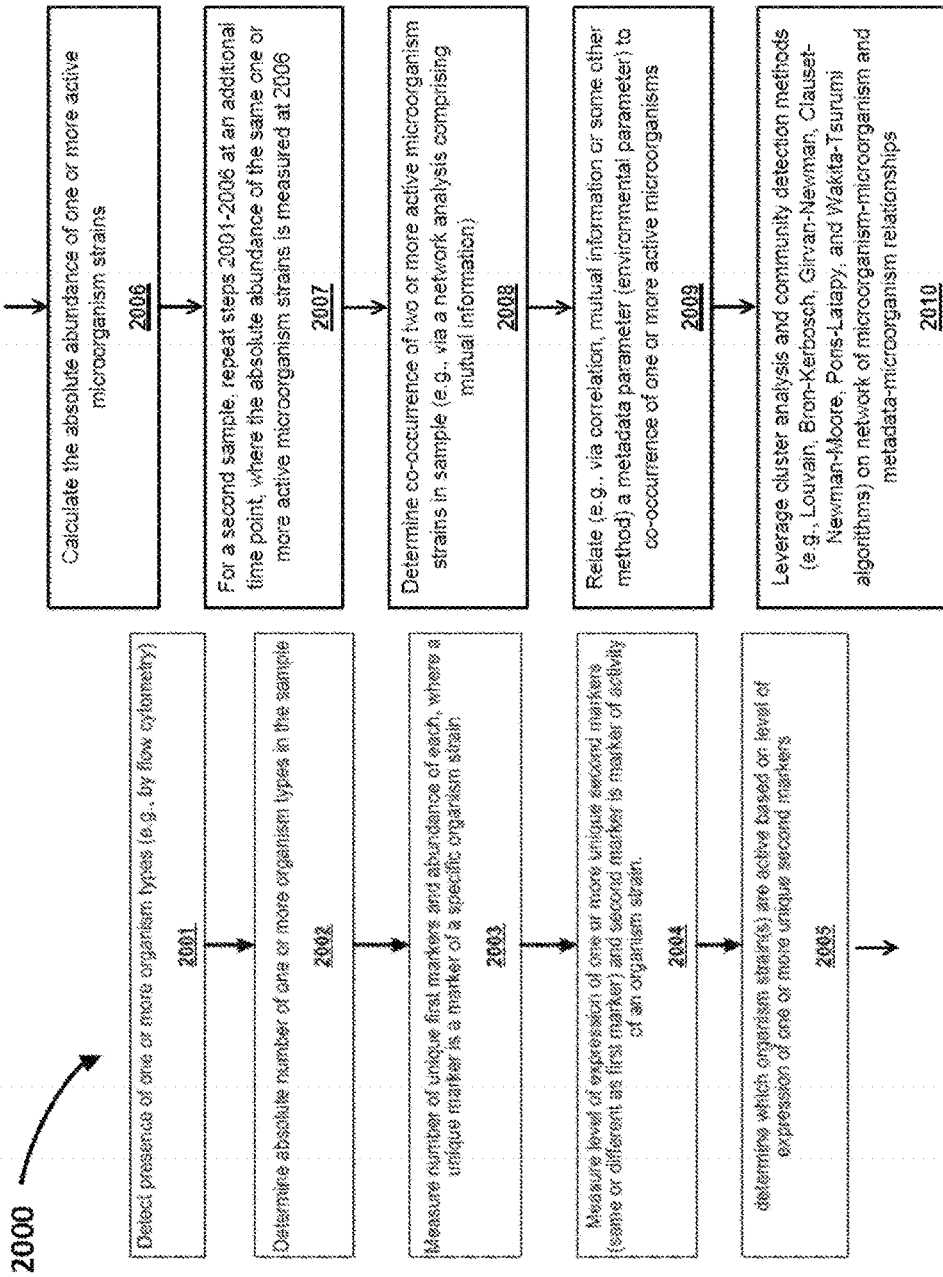 2000
Detect presence of one or more organism types (e.g., by flow cytometry)
2001
Determine absolute number of one or more organism types in the sample
2002
Measure number of unique first markers and abundance of each, where a
unique marker is a marker of a specific organism strain
2003
Measure level of expression of one or more unique second markers
(same or different as first marker) and second marker is marker of activity
of an organism strain.
2004
determine which organism strain(s) are active based on level of
expression of one or more unique second markers
2005
Calculate the absolute abundance of one or more active
microorganism strains
2006
For a second sample, repeat steps 2001-2006 at an additional
time point, where the absolute abundance of the same one or
more active microorganism strains is measured at 2006
2007
Determine co-occurrence of two or more active microorganism
strains in sample (e.g., via a network analysis comprising
mutual information)
2008
Relate (e.g., via correlation, mutual information or some other
method) a metadata parameter (environmental parameter) to
co-occurrence of one or more active microorganisms
2009
Leverage cluster analysis and community detection methods
(e.g., Louvain, Bron-Kerbosch, Girvan-Newman, Clauset-
Newman-Moore, Pons-Latapy, and Wakita-Tsurumi
algorithms) on network of microorganism-microorganism and
metadata-microorganism relationships
2010